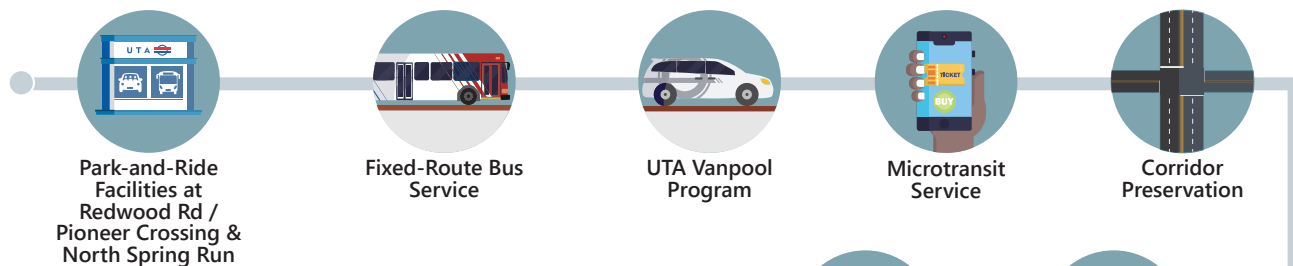 UTA
TICKET
BUY
Park-and-Ride
Facilities at
Redwood Rd /
Pioneer Crossing &
North Spring Run
Fixed-Route Bus
Service
UTA Vanpool
Program
Microtransit
Service
Corridor
Preservation